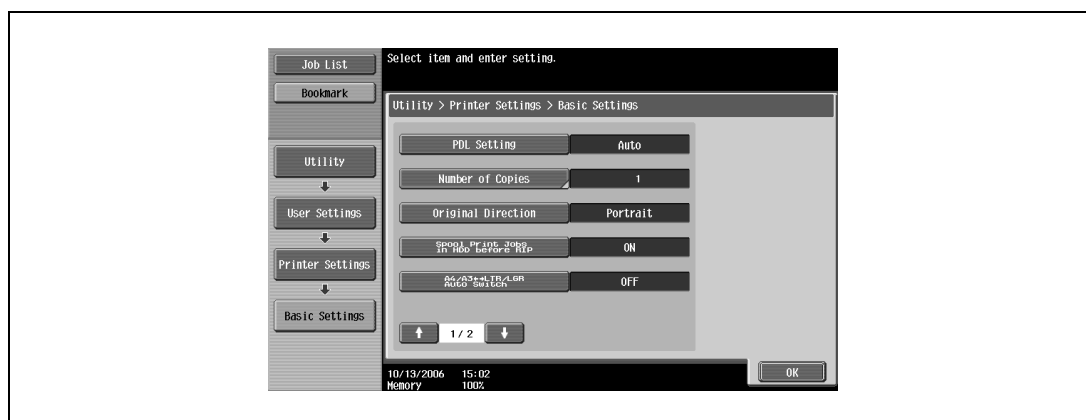 Job List
Bookmark
Utility
User Settings
Printer Settings
Basic Settings
Select item and enter setting.
Utility > Printer Settings > Basic Settings
PDL Setting Auto
Number of Copies 1
Original Direction Portrait
Spool Print Jobs
in HDD before RIP ON
A4/A3↔LTR/LGR
Auto Switch OFF
↑ 1/ 2 ↓
10/13/2006 15:02
Memory 100%
OK